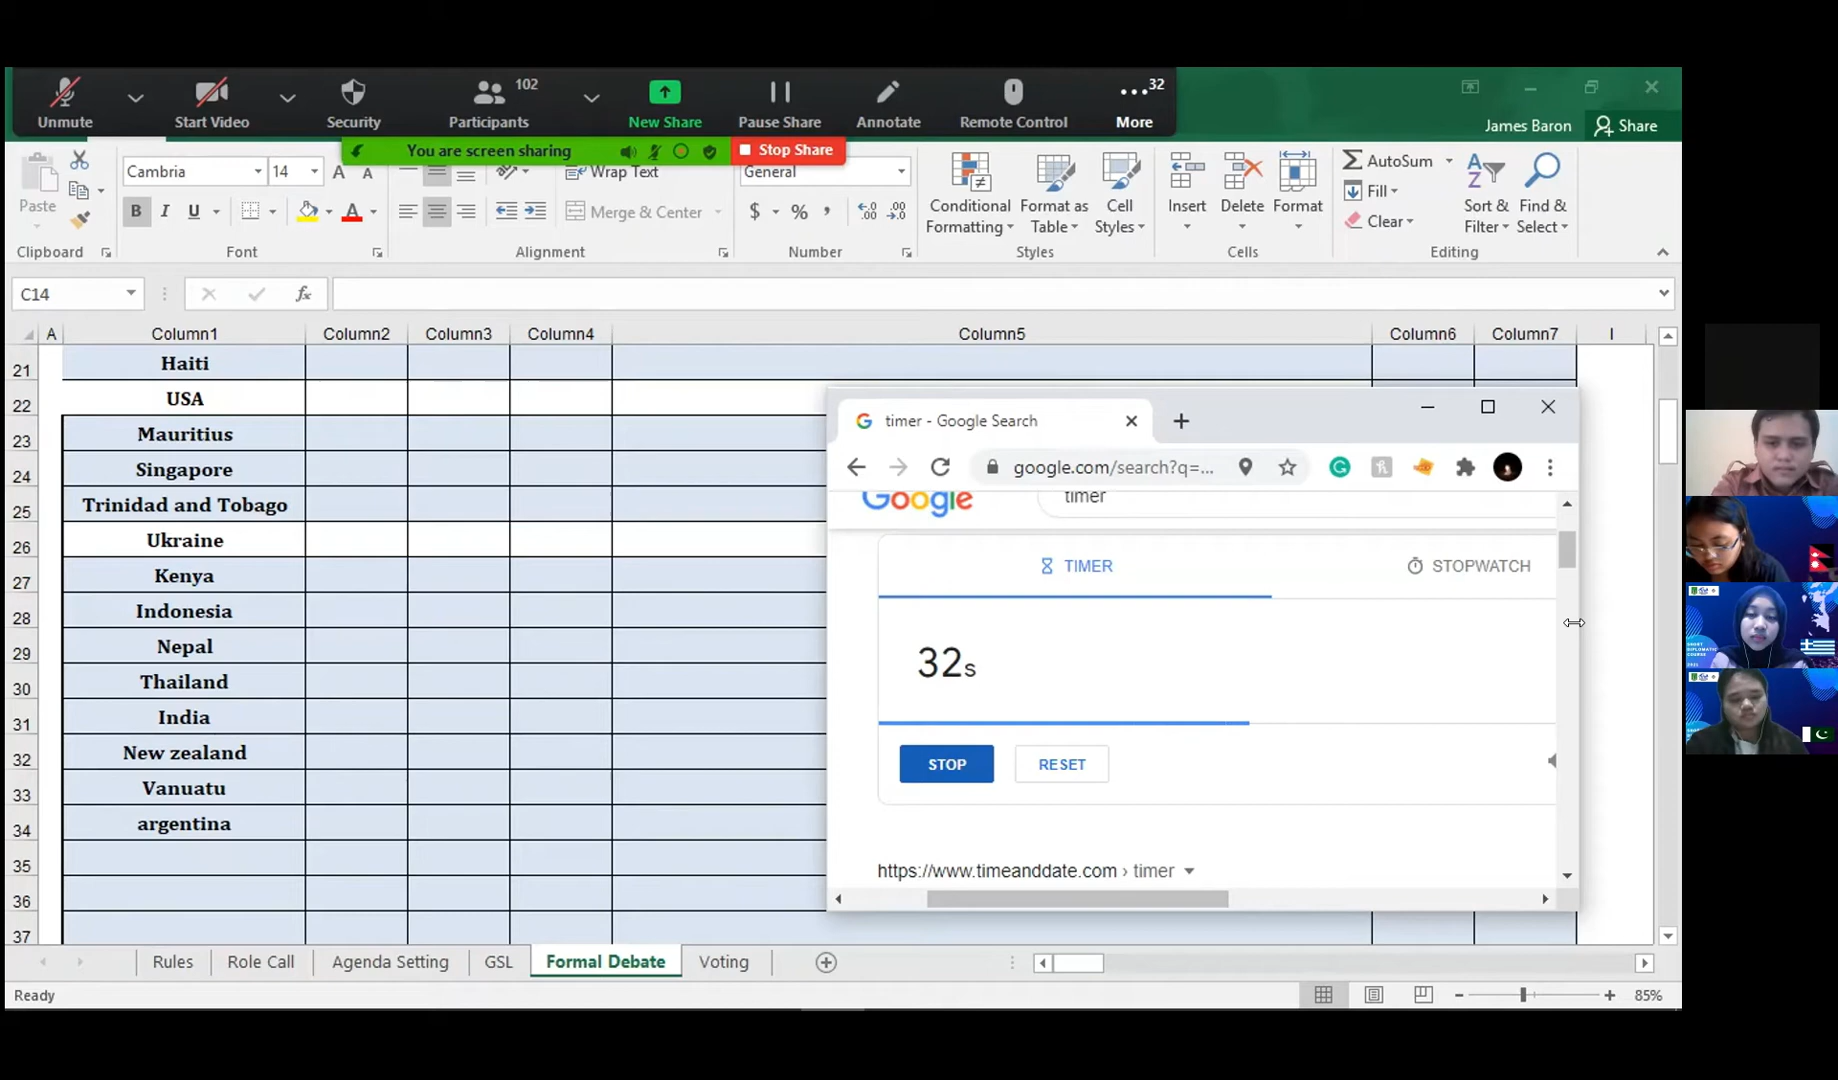 102
32
Unmute
Start Video
Security
Participants
New Share
Pause Share
Annotate
Remote Control
More
James Baron
Share
You are screen sharing
Stop Share
Paste
Cambria
14
A A
Wrap Text
General
AutoSum
Fill
Clear
B I U
A
Merge & Center
$ % ,
Conditional Formatting
Format as Table
Cell Styles
Insert
Delete
Format
Sort & Filter
Find & Select
Clipboard
Font
Alignment
Number
Styles
Cells
Editing
C14
fx
A Column1 Column2 Column3 Column4 Column5 Column6 Column7 I
21 Haiti
22 USA
23 Mauritius
24 Singapore
25 Trinidad and Tobago
26 Ukraine
27 Kenya
28 Indonesia
29 Nepal
30 Thailand
31 India
32 New zealand
33 Vanuatu
34 argentina
35
36
37
timer - Google Search
google.com/search?q=...
Google
timer
TIMER
STOPWATCH
32s
STOP
RESET
https://www.timeanddate.com › timer
Rules
Role Call
Agenda Setting
GSL
Formal Debate
Voting
Ready
85%